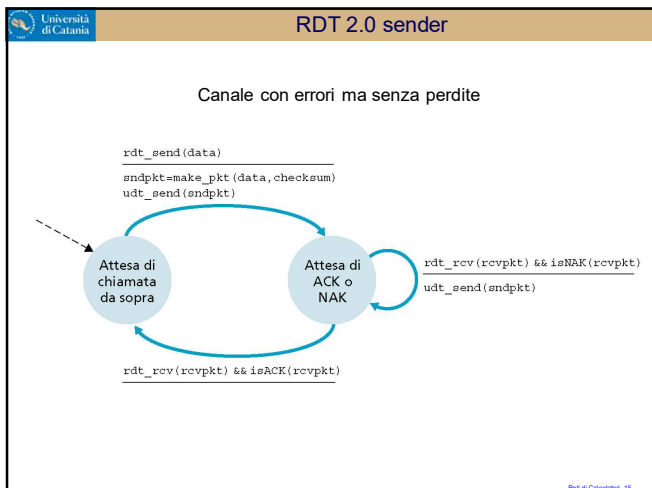 Università
di Catania
RDT 2.0 sender
Canale con errori ma senza perdite
rdt_send(data)
sndpkt=make_pkt(data,checksum)
udt_send(sndpkt)
Attesa di
chiamata
da sopra
Attesa di
ACK o
NAK
rdt_rcv(rcvpkt) && isNAK(rcvpkt)
udt_send(sndpkt)
rdt_rcv(rcvpkt) && isACK(rcvpkt)